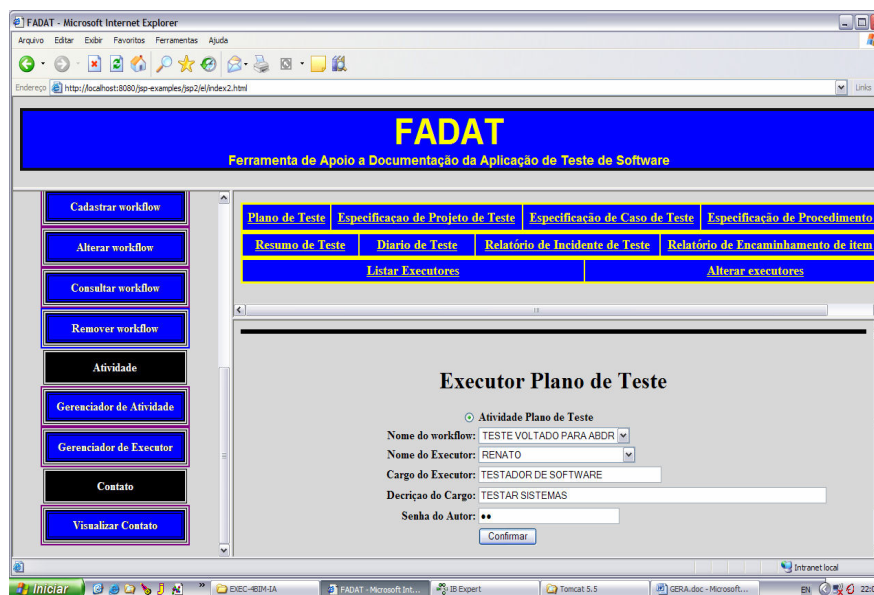 FADAT - Microsoft Internet Explorer
Arquivo Editar Exibir Favoritos Ferramentas Ajuda
Endereço http://localhost:8080/jsp-examples/jsp2/el/index2.html Links
FADAT
Ferramenta de Apoio a Documentação da Aplicação de Teste de Software
Cadastrar workflow
Alterar workflow
Consultar workflow
Remover workflow
Atividade
Gerenciador de Atividade
Gerenciador de Executor
Contato
Visualizar Contato
Plano de Teste Especificaçao de Projeto de Teste Especificação de Caso de Teste Especificação de Procedimento
Resumo de Teste Diario de Teste Relatório de Incidente de Teste Relatório de Encaminhamento de item
Listar Executores Alterar executores
Executor Plano de Teste
Atividade Plano de Teste
Nome do workflow: TESTE VOLTADO PARA ABDR
Nome do Executor: RENATO
Cargo do Executor: TESTADOR DE SOFTWARE
Decriçao do Cargo: TESTAR SISTEMAS
Senha do Autor: ●●
Confirmar
Intranet local
Iniciar » EXEC-4BIM-IA FADAT - Microsoft Int... IB Expert Tomcat 5.5 GERA.doc - Microsoft... EN 22:0